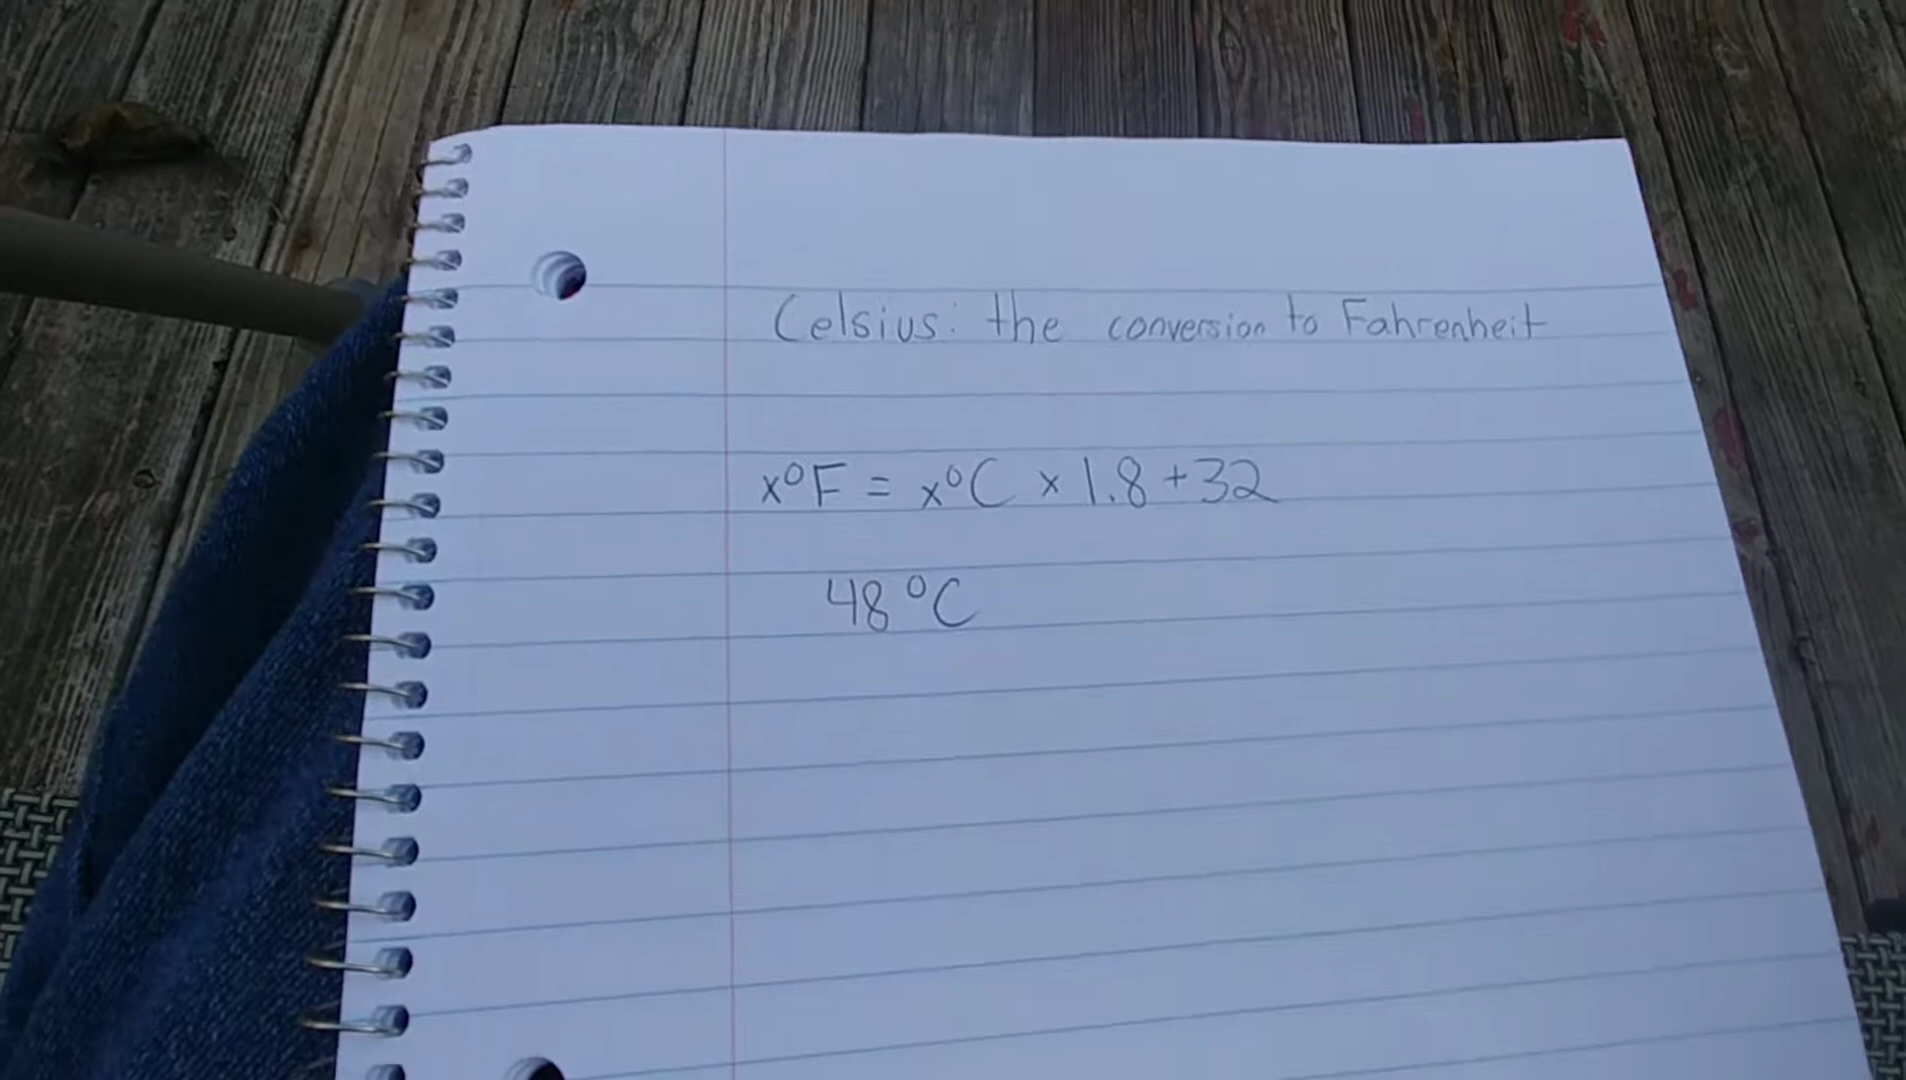 Celsius: the conversion to Fahrenheit
x°F = x°C × 1.8 + 32
48°C